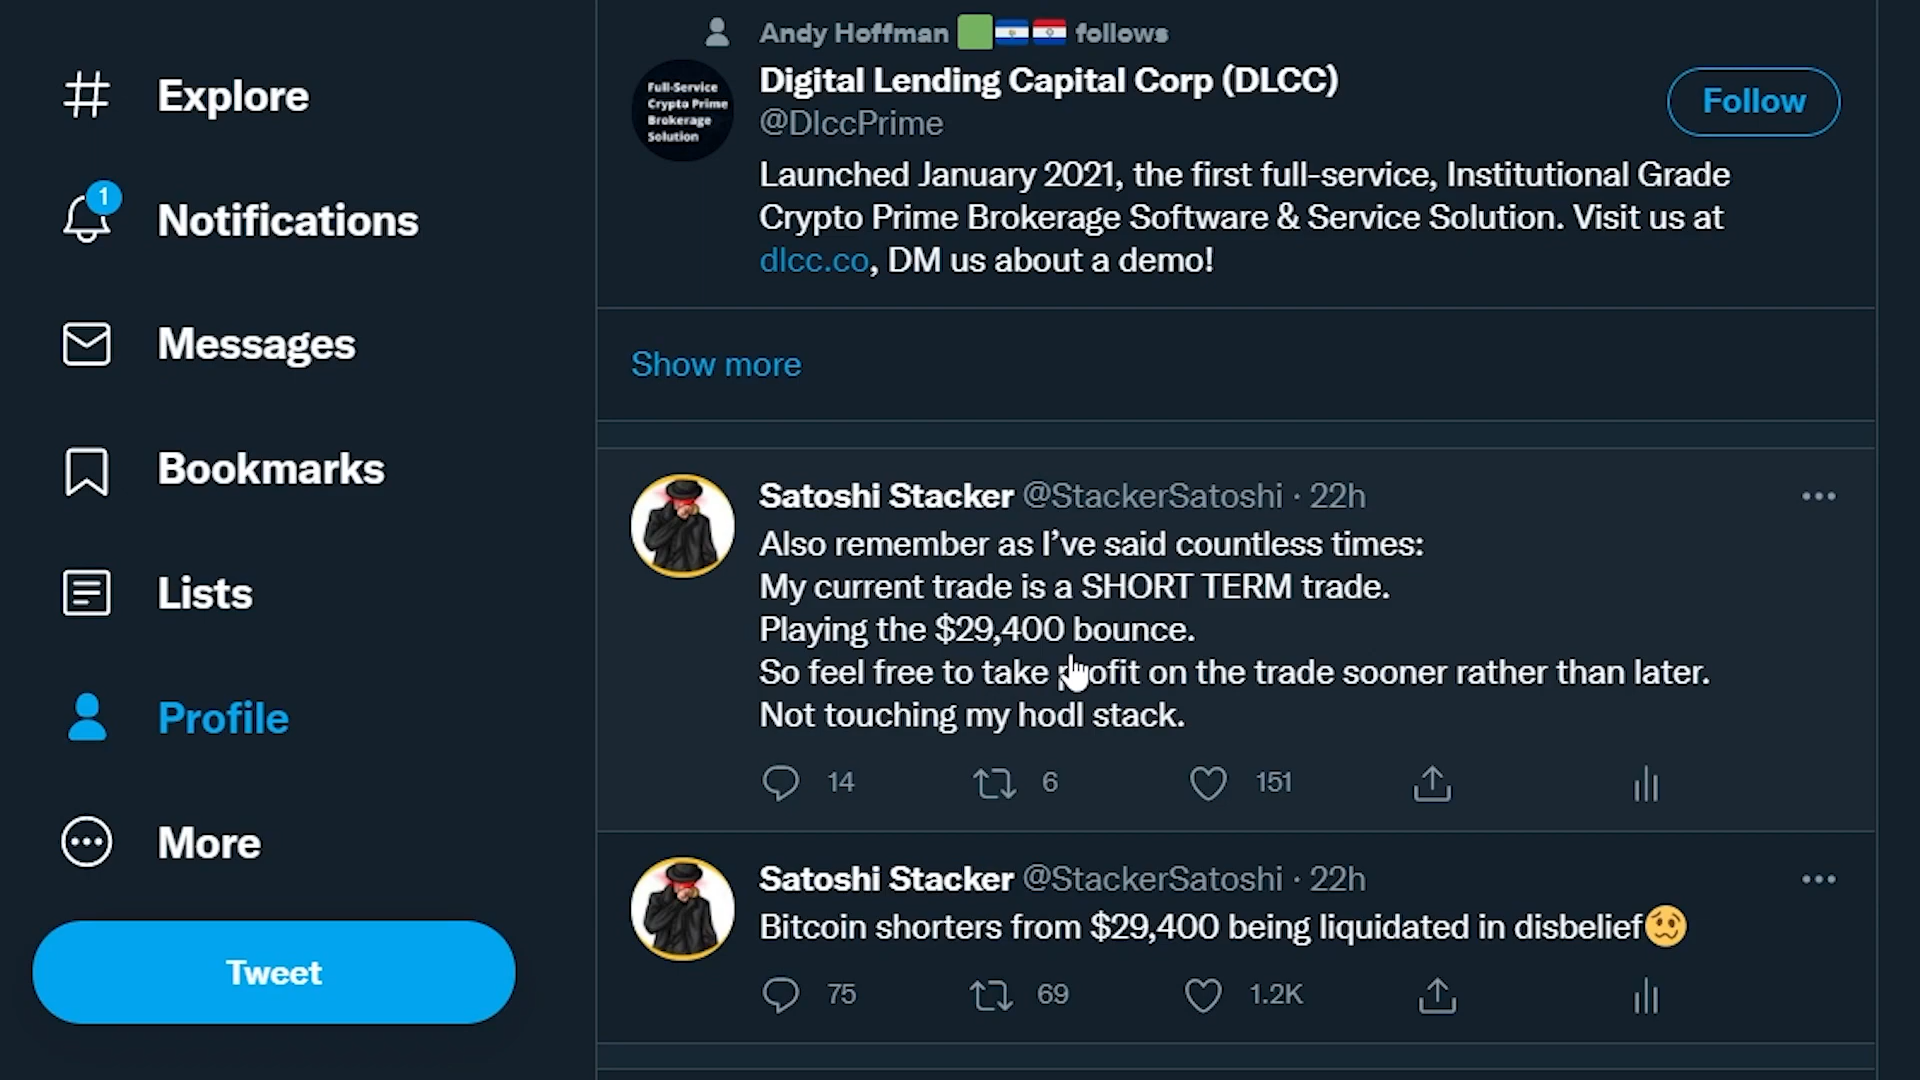 Explore
1
Notifications
Messages
Bookmarks
Lists
Profile
More
Tweet
Andy Hoffman 🟩🇸🇻🇵🇾 follows
Full-Service
Crypto Prime
Brokerage
Solution
Digital Lending Capital Corp (DLCC)
@DlccPrime
Follow
Launched January 2021, the first full-service, Institutional Grade
Crypto Prime Brokerage Software & Service Solution. Visit us at
dlcc.co, DM us about a demo!
Show more
Satoshi Stacker @StackerSatoshi · 22h
Also remember as I’ve said countless times:
My current trade is a SHORT TERM trade.
Playing the $29,400 bounce.
So feel free to take profit on the trade sooner rather than later.
Not touching my hodl stack.
14 6 151
Satoshi Stacker @StackerSatoshi · 22h
Bitcoin shorters from $29,400 being liquidated in disbelief🥴
75 69 1.2K